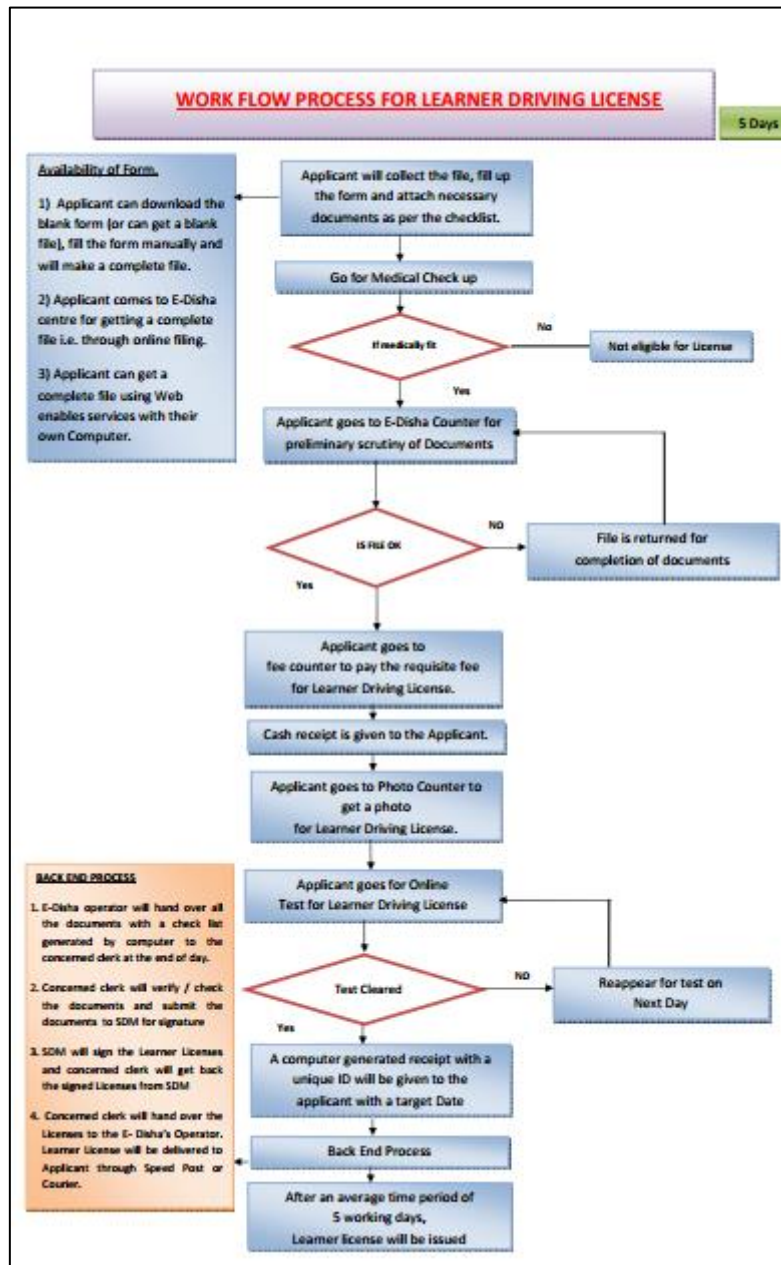 WORK FLOW PROCESS FOR LEARNER DRIVING LICENSE
5 Days
Availability of Form.
1) Applicant can download the
blank form (or can get a blank
file), fill the form manually and
will make a complete file.
2) Applicant comes to E-Disha
centre for getting a complete
file i.e. through online filing.
3) Applicant can get a
complete file using Web
enables services with their
own Computer.
Applicant will collect the file, fill up
the form and attach necessary
documents as per the checklist.
Go for Medical Check up
If medically fit
No
Not eligible for License
Yes
Applicant goes to E-Disha Counter for
preliminary scrutiny of Documents
IS FILE OK
NO
File is returned for
completion of documents
Yes
Applicant goes to
fee counter to pay the requisite fee
for Learner Driving License.
Cash receipt is given to the Applicant.
Applicant goes to Photo Counter to
get a photo
for Learner Driving License.
Applicant goes for Online
Test for Learner Driving License
Test Cleared
NO
Reappear for test on
Next Day
Yes
A computer generated receipt with a
unique ID will be given to the
applicant with a target Date
Back End Process
After an average time period of
5 working days,
Learner license will be issued
BACK END PROCESS
1. E-Disha operator will hand over all
the documents with a check list
generated by computer to the
concerned clerk at the end of day.
2. Concerned clerk will verify / check
the documents and submit the
documents to SDM for signature
3. SDM will sign the Learner Licenses
and concerned clerk will get back
the signed Licenses from SDM
4. Concerned clerk will hand over the
Licenses to the E- Disha's Operator.
Learner License will be delivered to
Applicant through Speed Post or
Courier.